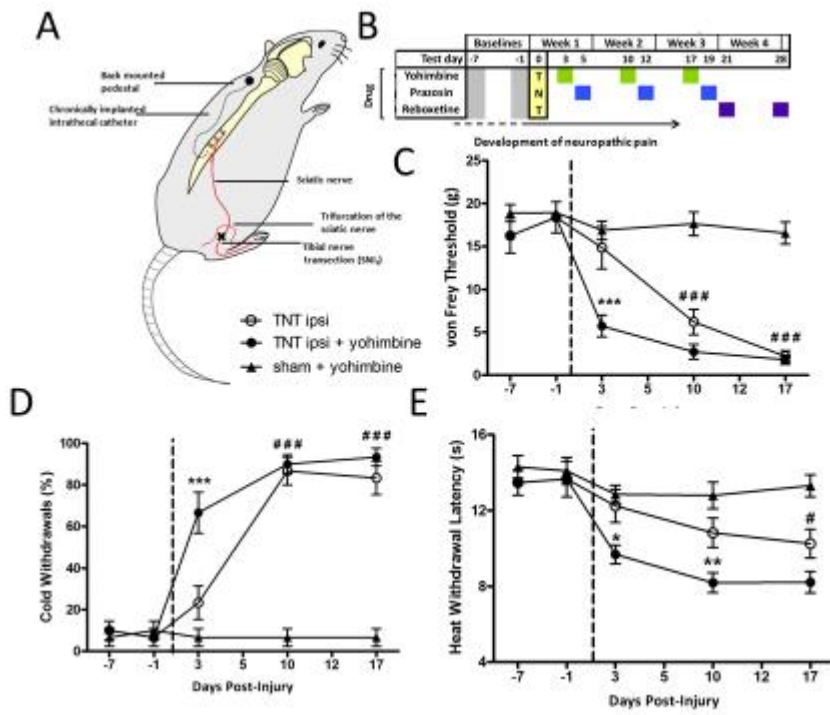 A
Back mounted
pedestal
Chronically implanted
intrathecal catheter
Sciatic nerve
Trifurcation of the
sciatic nerve
Tibial nerve
transection (SNIt)
TNT ipsi
TNT ipsi + yohimbine
sham + yohimbine
B
Baselines Week 1 Week 2 Week 3 Week 4
Test day -7 -1 0 3 5 10 12 17 19 21 28
Drug
Yohimbine T
Prazosin N
Reboxetine T
Development of neuropathic pain
C
von Frey Threshold (g)
25
20
15
10
5
0
***
###
###
-7 -1 3 5 10 12 17
D
Cold Withdrawals (%)
100
80
60
40
20
0
***
###
###
-7 -1 3 5 10 12 17
Days Post-Injury
E
Heat Withdrawal Latency (s)
16
12
8
4
*
**
#
-7 -1 3 5 10 12 17
Days Post-Injury